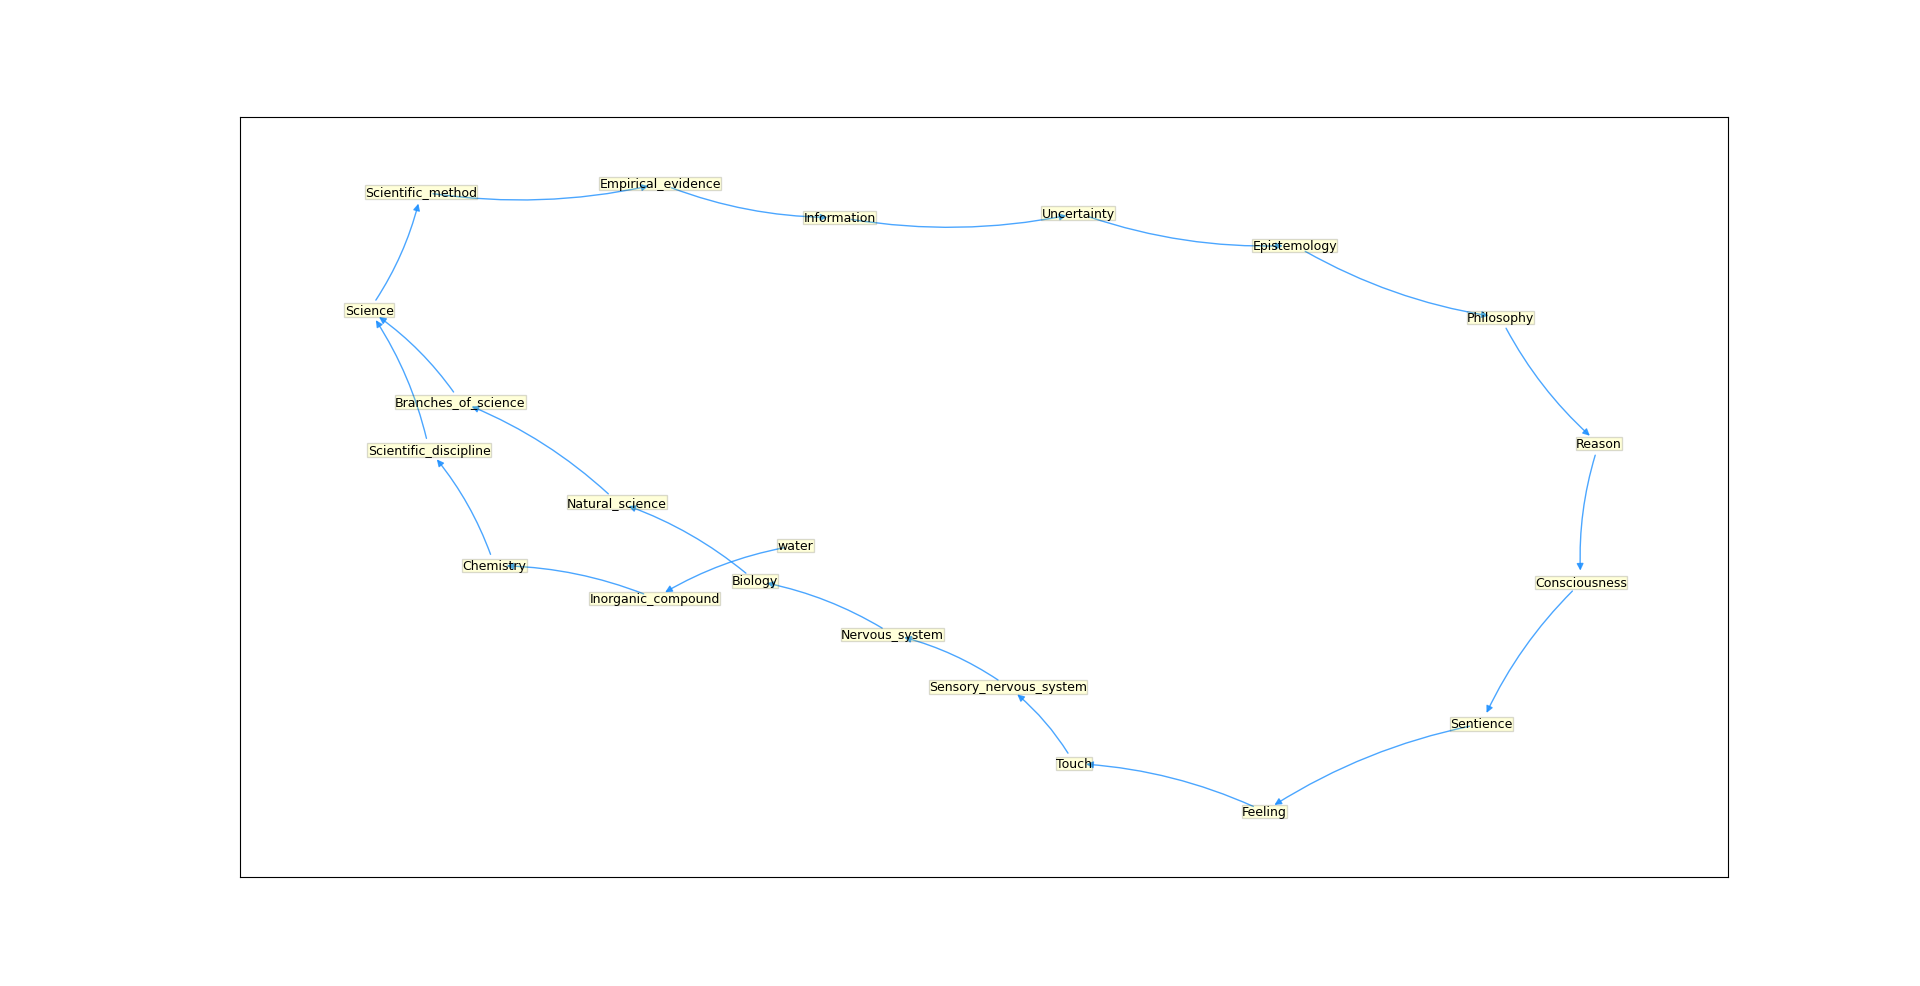 Empirical_evidence
Scientific_method
Uncertainty
Information
Epistemology
Science
Philosophy
Branches_of_science
Reason
Scientific_discipline
Natural_science
water
Chemistry
Biology
Consciousness
Inorganic_compound
Nervous_system
Sensory_nervous_system
Sentience
Touch
Feeling